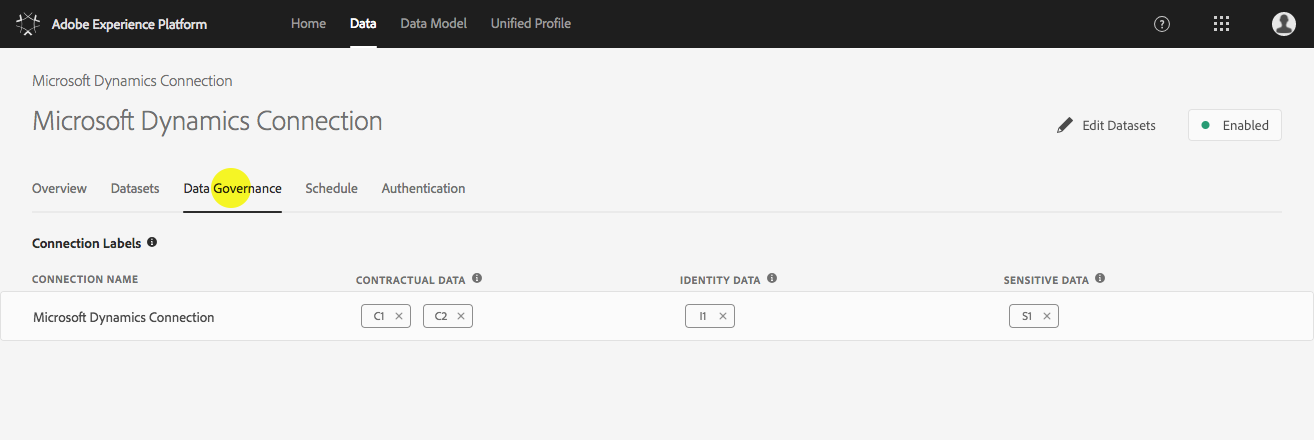 Adobe Experience Platform Home Data Data Model Unified Profile
Microsoft Dynamics Connection
Microsoft Dynamics Connection
Edit Datasets Enabled
Overview Datasets Data Governance Schedule Authentication
Connection Labels
CONNECTION NAME CONTRACTUAL DATA IDENTITY DATA SENSITIVE DATA
Microsoft Dynamics Connection C1 × C2 × I1 × S1 ×